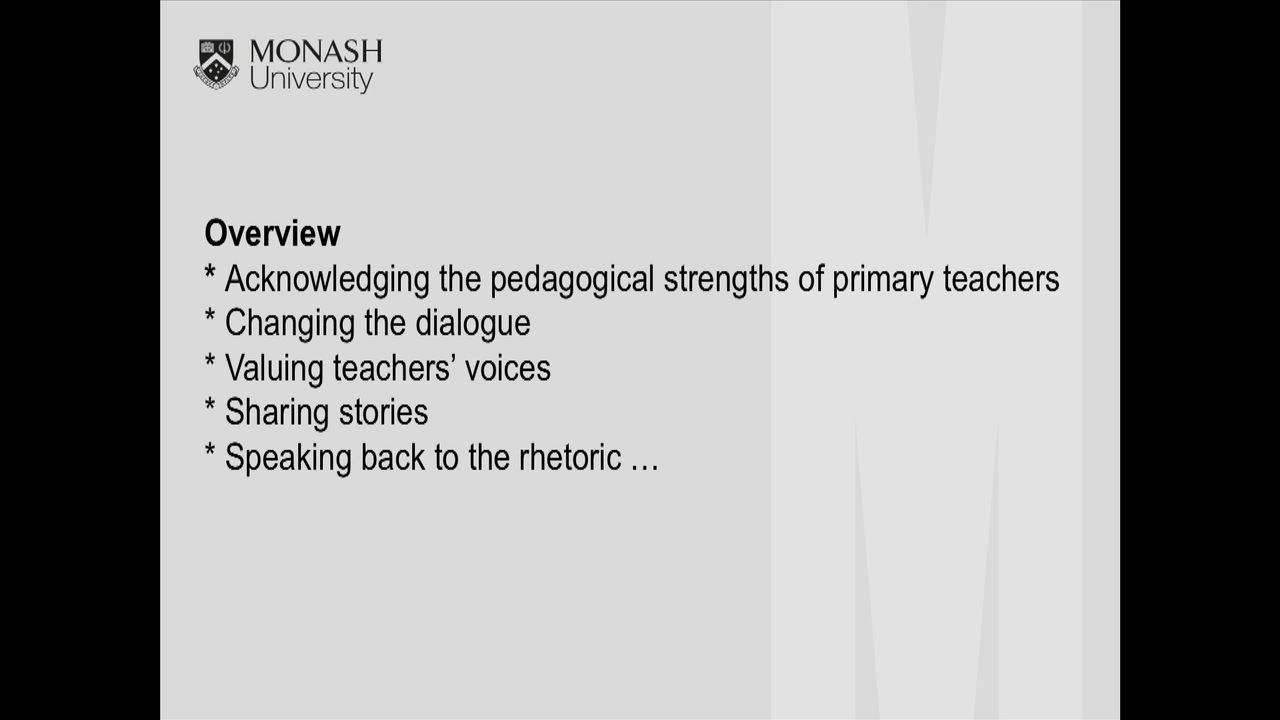 MONASH
University
Overview
* Acknowledging the pedagogical strengths of primary teachers
* Changing the dialogue
* Valuing teachers’ voices
* Sharing stories
* Speaking back to the rhetoric …